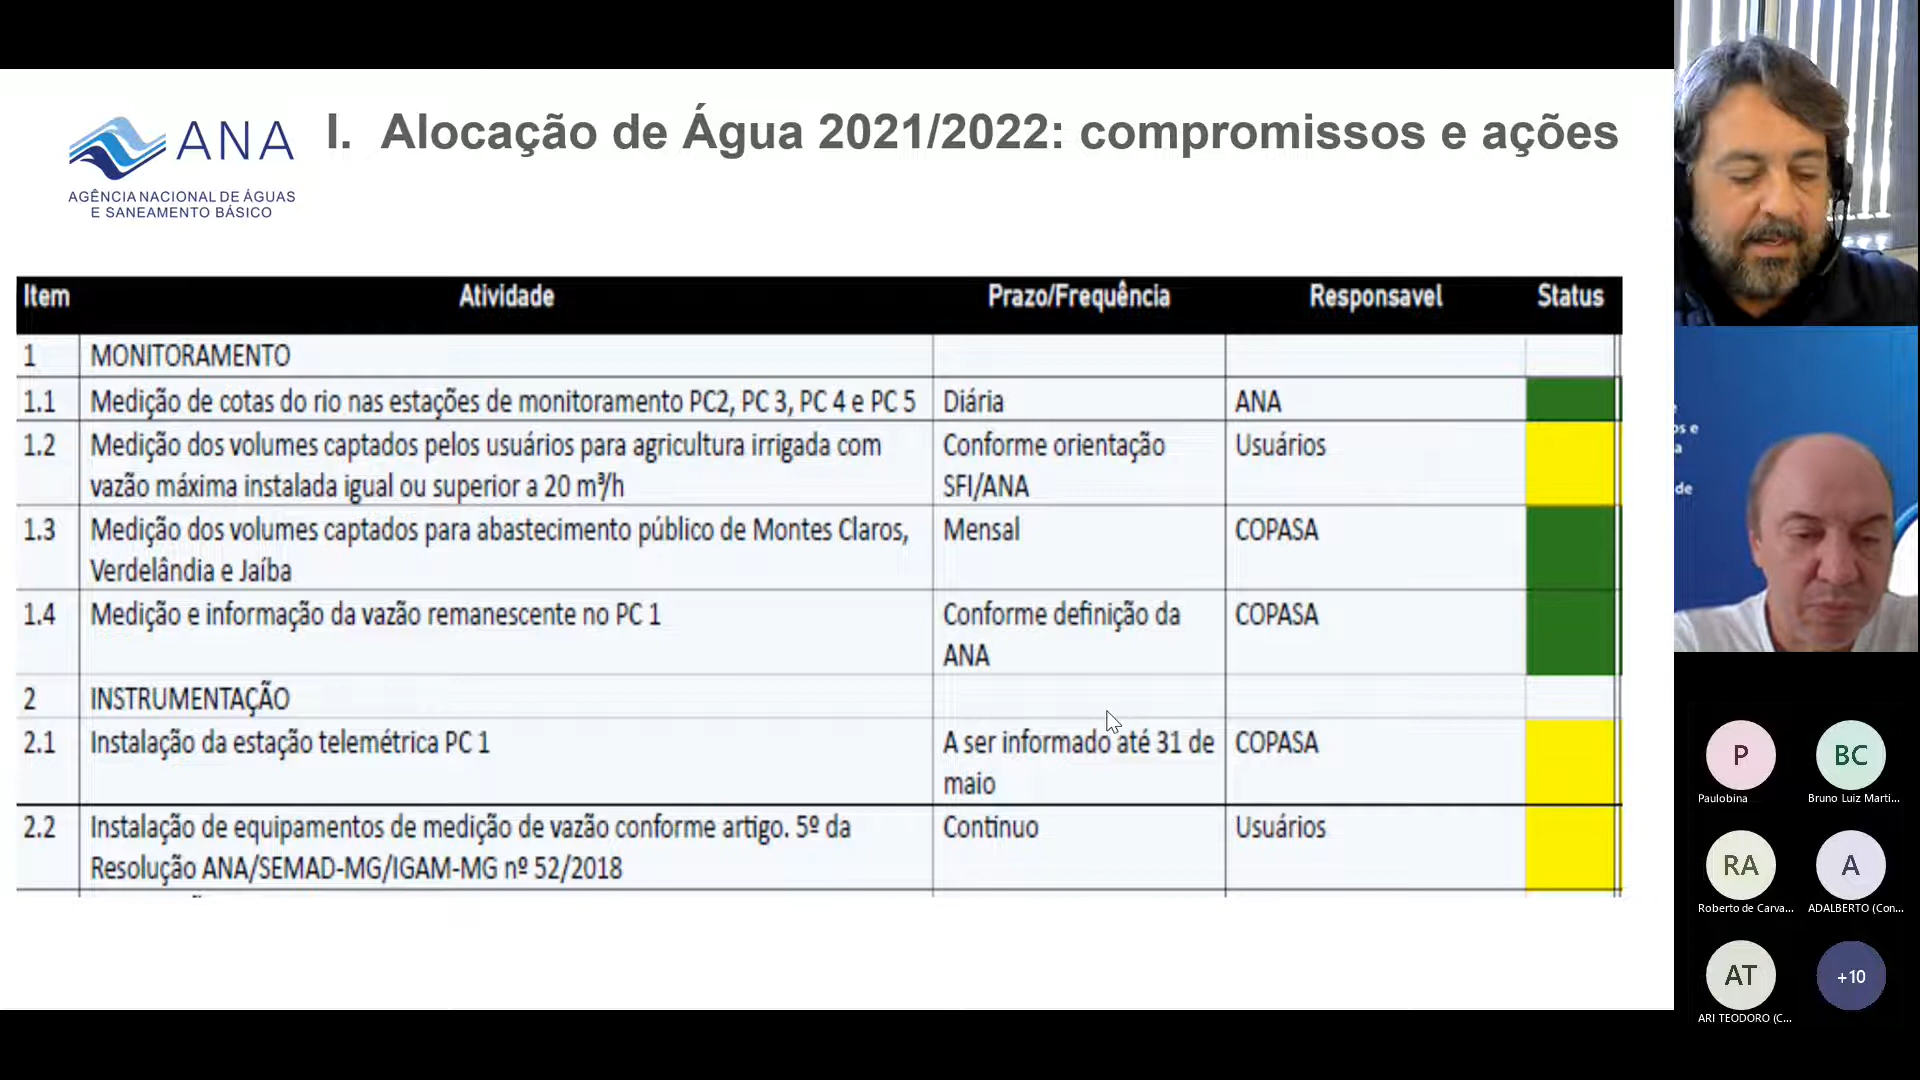 ANA
AGÊNCIA NACIONAL DE ÁGUAS
E SANEAMENTO BÁSICO
I. Alocação de Água 2021/2022: compromissos e ações
Item Atividade Prazo/Frequência Responsavel Status
1 MONITORAMENTO
1.1 Medição de cotas do rio nas estações de monitoramento PC2, PC 3, PC 4 e PC 5 Diária ANA
1.2 Medição dos volumes captados pelos usuários para agricultura irrigada com Conforme orientação Usuários
vazão máxima instalada igual ou superior a 20 m³/h SFI/ANA
1.3 Medição dos volumes captados para abastecimento público de Montes Claros, Mensal COPASA
Verdelândia e Jaíba
1.4 Medição e informação da vazão remanescente no PC 1 Conforme definição da COPASA
ANA
2 INSTRUMENTAÇÃO
2.1 Instalação da estação telemétrica PC 1 A ser informado até 31 de COPASA
maio
2.2 Instalação de equipamentos de medição de vazão conforme artigo. 5º da Contínuo Usuários
Resolução ANA/SEMAD-MG/IGAM-MG nº 52/2018
os e
a
de
P BC
Paulobina Bruno Luiz Marti...
RA A
Roberto de Carva... ADALBERTO (Con...
AT +10
ARI TEODORO (C...